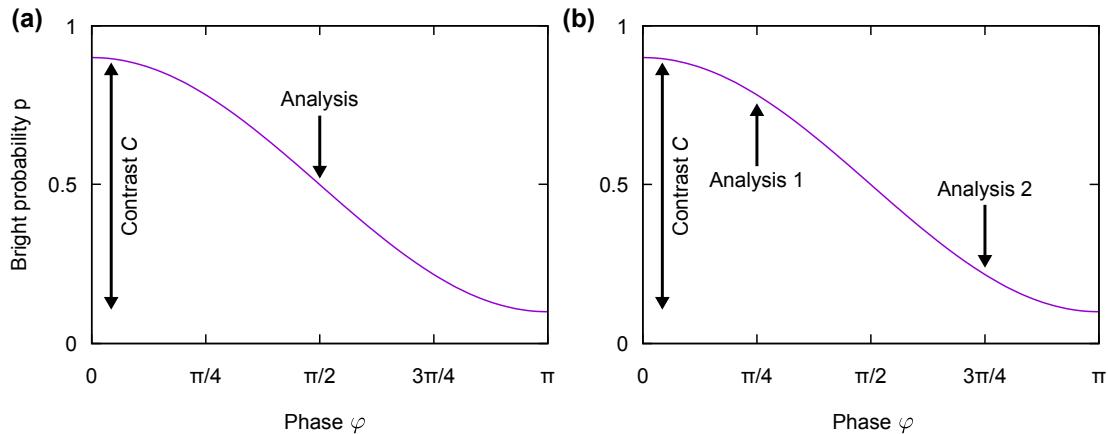 (a)
1
0.5
0
Bright probability p
Contrast C
Analysis
0 π/4 π/2 3π/4 π
Phase φ
(b)
1
0.5
0
Contrast C
Analysis 1
Analysis 2
0 π/4 π/2 3π/4 π
Phase φ